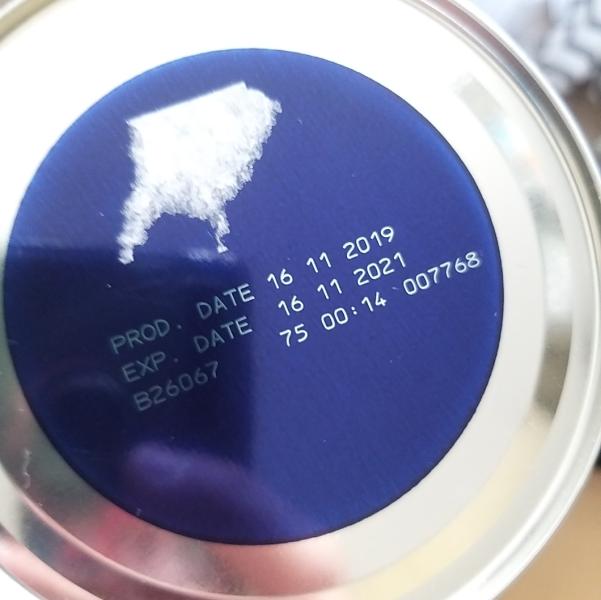 PROD. DATE 16 11 2019
EXP. DATE 16 11 2021
B26067 75 00:14 007768